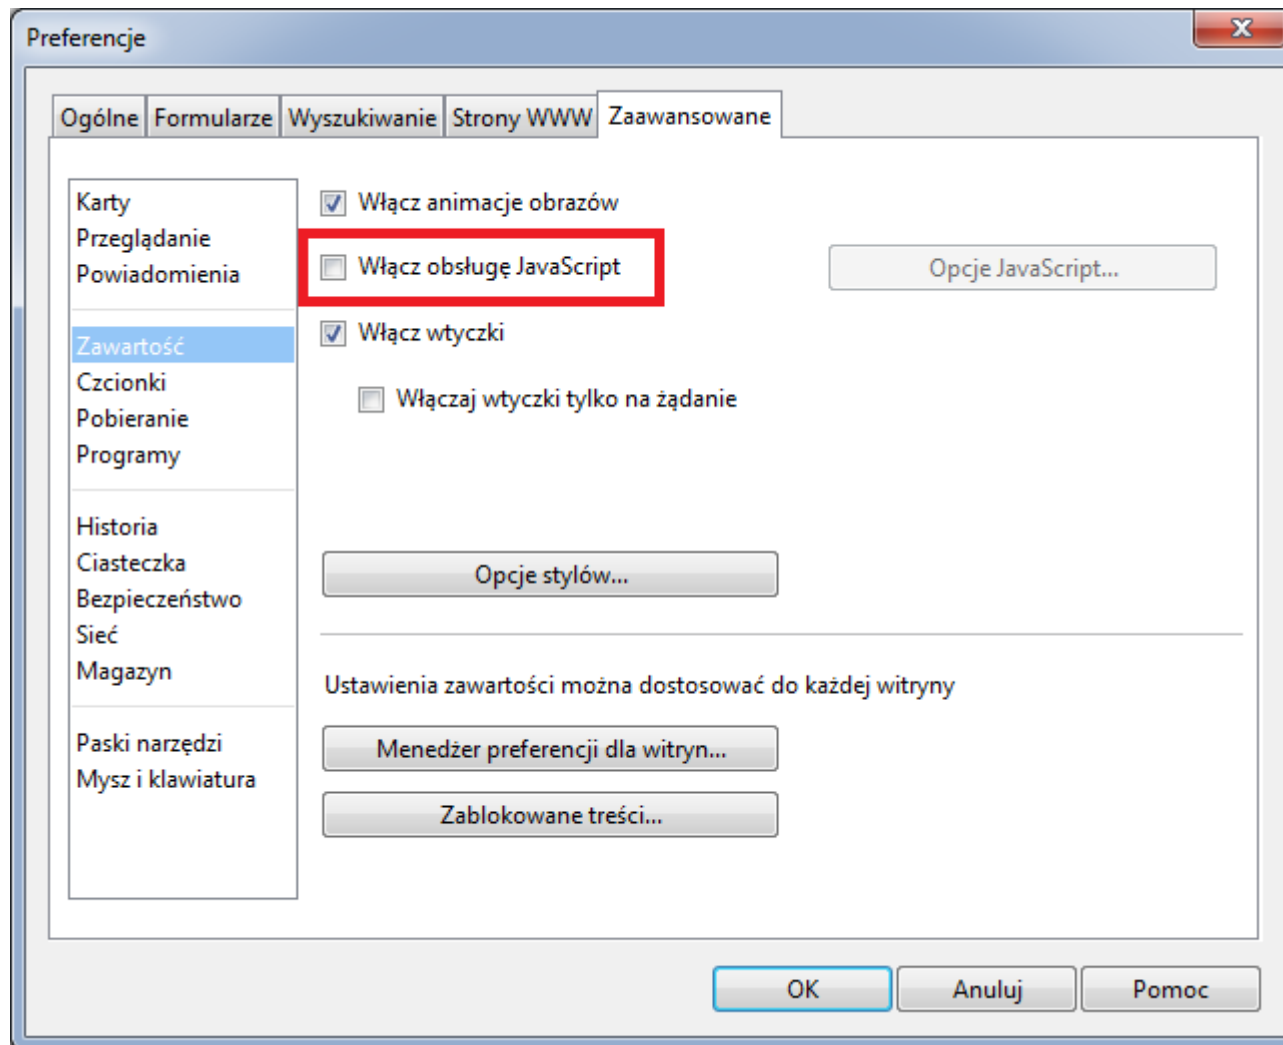 Preferencje
Ogólne Formularze Wyszukiwanie Strony WWW Zaawansowane
Karty
Przeglądanie
Powiadomienia
Zawartość
Czcionki
Pobieranie
Programy
Historia
Ciasteczka
Bezpieczeństwo
Sieć
Magazyn
Paski narzędzi
Mysz i klawiatura
Włącz animacje obrazów
Włącz obsługę JavaScript
Opcje JavaScript...
Włącz wtyczki
Włączaj wtyczki tylko na żądanie
Opcje stylów...
Ustawienia zawartości można dostosować do każdej witryny
Menedżer preferencji dla witryn...
Zablokowane treści...
OK Anuluj Pomoc